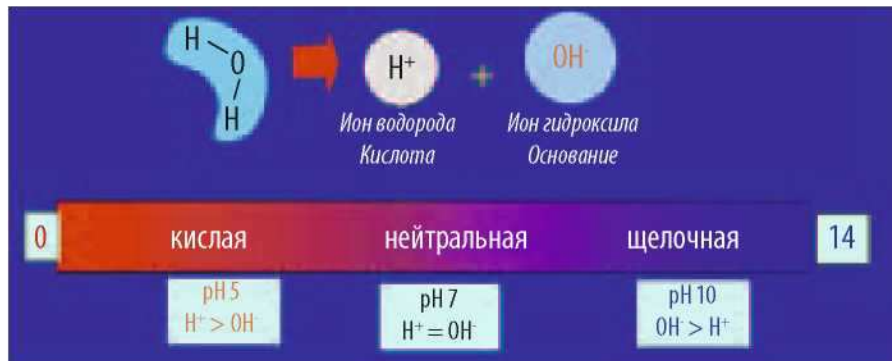 H
O
H
H⁺ + OH⁻
Ион водорода Ион гидроксила
Кислота Основание
0 кислая нейтральная щелочная 14
pH 5 pH 7 pH 10
H⁺ > OH⁻ H⁺ = OH⁻ OH⁻ > H⁺